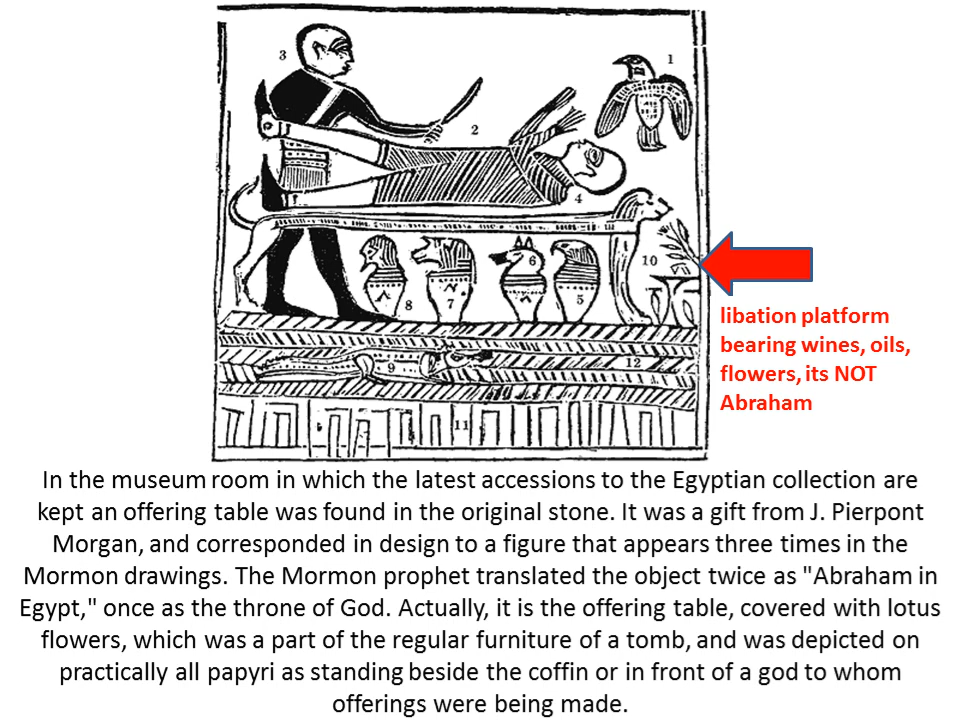 3
1
2
4
10
6
8
7
5
9
12
11
libation platform
bearing wines, oils,
flowers, its NOT
Abraham
In the museum room in which the latest accessions to the Egyptian collection are
kept an offering table was found in the original stone. It was a gift from J. Pierpont
Morgan, and corresponded in design to a figure that appears three times in the
Mormon drawings. The Mormon prophet translated the object twice as "Abraham in
Egypt," once as the throne of God. Actually, it is the offering table, covered with lotus
flowers, which was a part of the regular furniture of a tomb, and was depicted on
practically all papyri as standing beside the coffin or in front of a god to whom
offerings were being made.